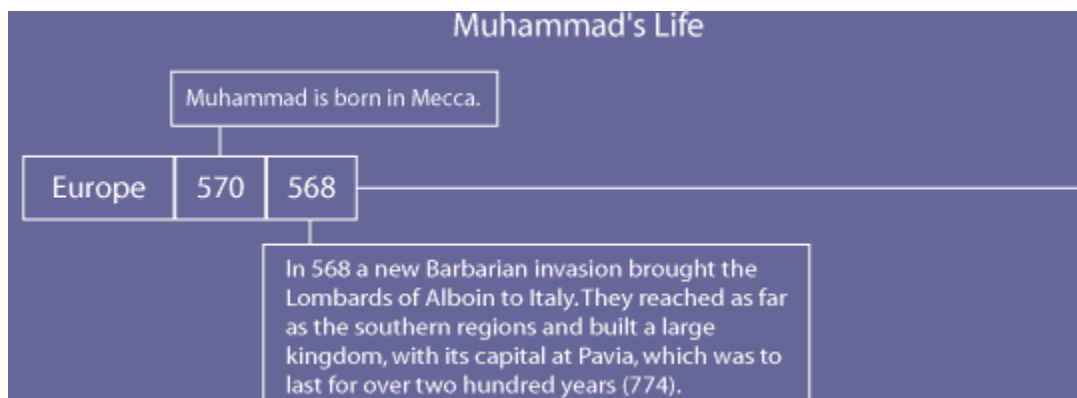 Muhammad's Life
Muhammad is born in Mecca.
Europe 570 568
In 568 a new Barbarian invasion brought the
Lombards of Alboin to Italy. They reached as far
as the southern regions and built a large
kingdom, with its capital at Pavia, which was to
last for over two hundred years (774).